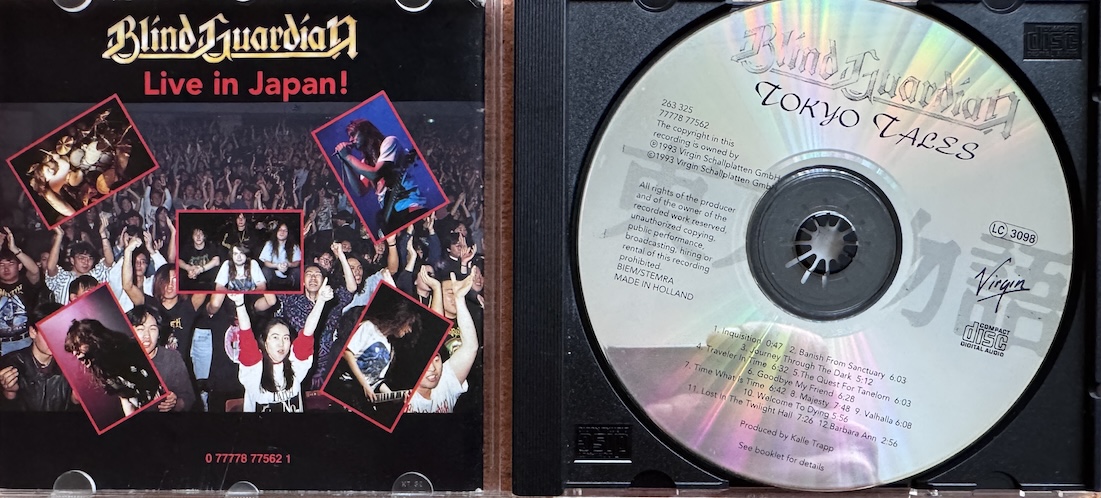 Blind Guardian
Live in Japan!
0 77778 77562 1
Blind Guardian
TOKYO TALES
263 325
77778 77562
The copyright in this
recording is owned by
℗1993 Virgin Schallplatten GmbH
©1993 Virgin Schallplatten GmbH
All rights of the producer
and of the owner of the
recorded work reserved,
unauthorized copying,
public performance,
broadcasting, hiring or
rental of this recording
prohibited.
BIEM/STEMRA
MADE IN HOLLAND
物語
LC 3098
Virgin
COMPACT
disc
DIGITAL AUDIO
1. Inquisition 0:47 2. Banish From Sanctuary 6.03
3. Journey Through The Dark 5:12
4. Traveler In Time 6:32 5.The Quest For Tanelorn 6.03
6. Goodbye My Friend 6:28
7. Time What Is Time 6:42 8. Majesty 7 48 9. Valhalla 6:08
10. Welcome To Dying 5:56
11. Lost In The Twilight Hall 7:26 12.Barbara Ann 2:56
Produced by Kalle Trapp
See booklet for details
disc